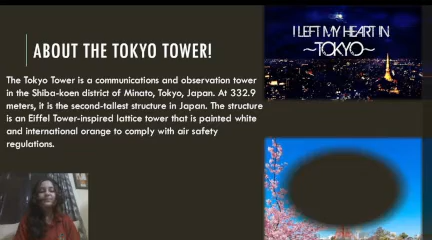 ABOUT THE TOKYO TOWER!
The Tokyo Tower is a communications and observation tower
in the Shiba-koen district of Minato, Tokyo, Japan. At 332.9
meters, it is the second-tallest structure in Japan. The structure
is an Eiffel Tower-inspired lattice tower that is painted white
and international orange to comply with air safety
regulations.
I LEFT MY HEART IN
~TOKYO~